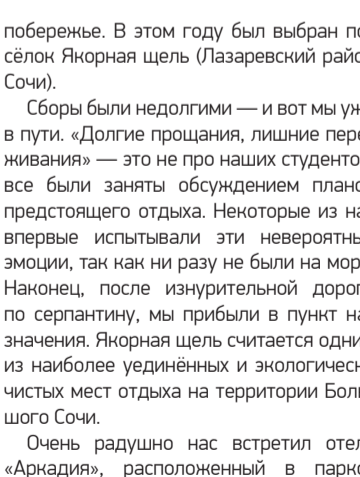 побережье. В этом году был выбран по
сёлок Якорная щель (Лазаревский райо
Сочи).
Сборы были недолгими — и вот мы уж
в пути. «Долгие прощания, лишние пере
живания» — это не про наших студенто
все были заняты обсуждением плано
предстоящего отдыха. Некоторые из на
впервые испытывали эти невероятны
эмоции, так как ни разу не были на мор
Наконец, после изнурительной дорог
по серпантину, мы прибыли в пункт на
значения. Якорная щель считается одни
из наиболее уединённых и экологическ
чистых мест отдыха на территории Боль
шого Сочи.
Очень радушно нас встретил отел
«Аркадия», расположенный в парко